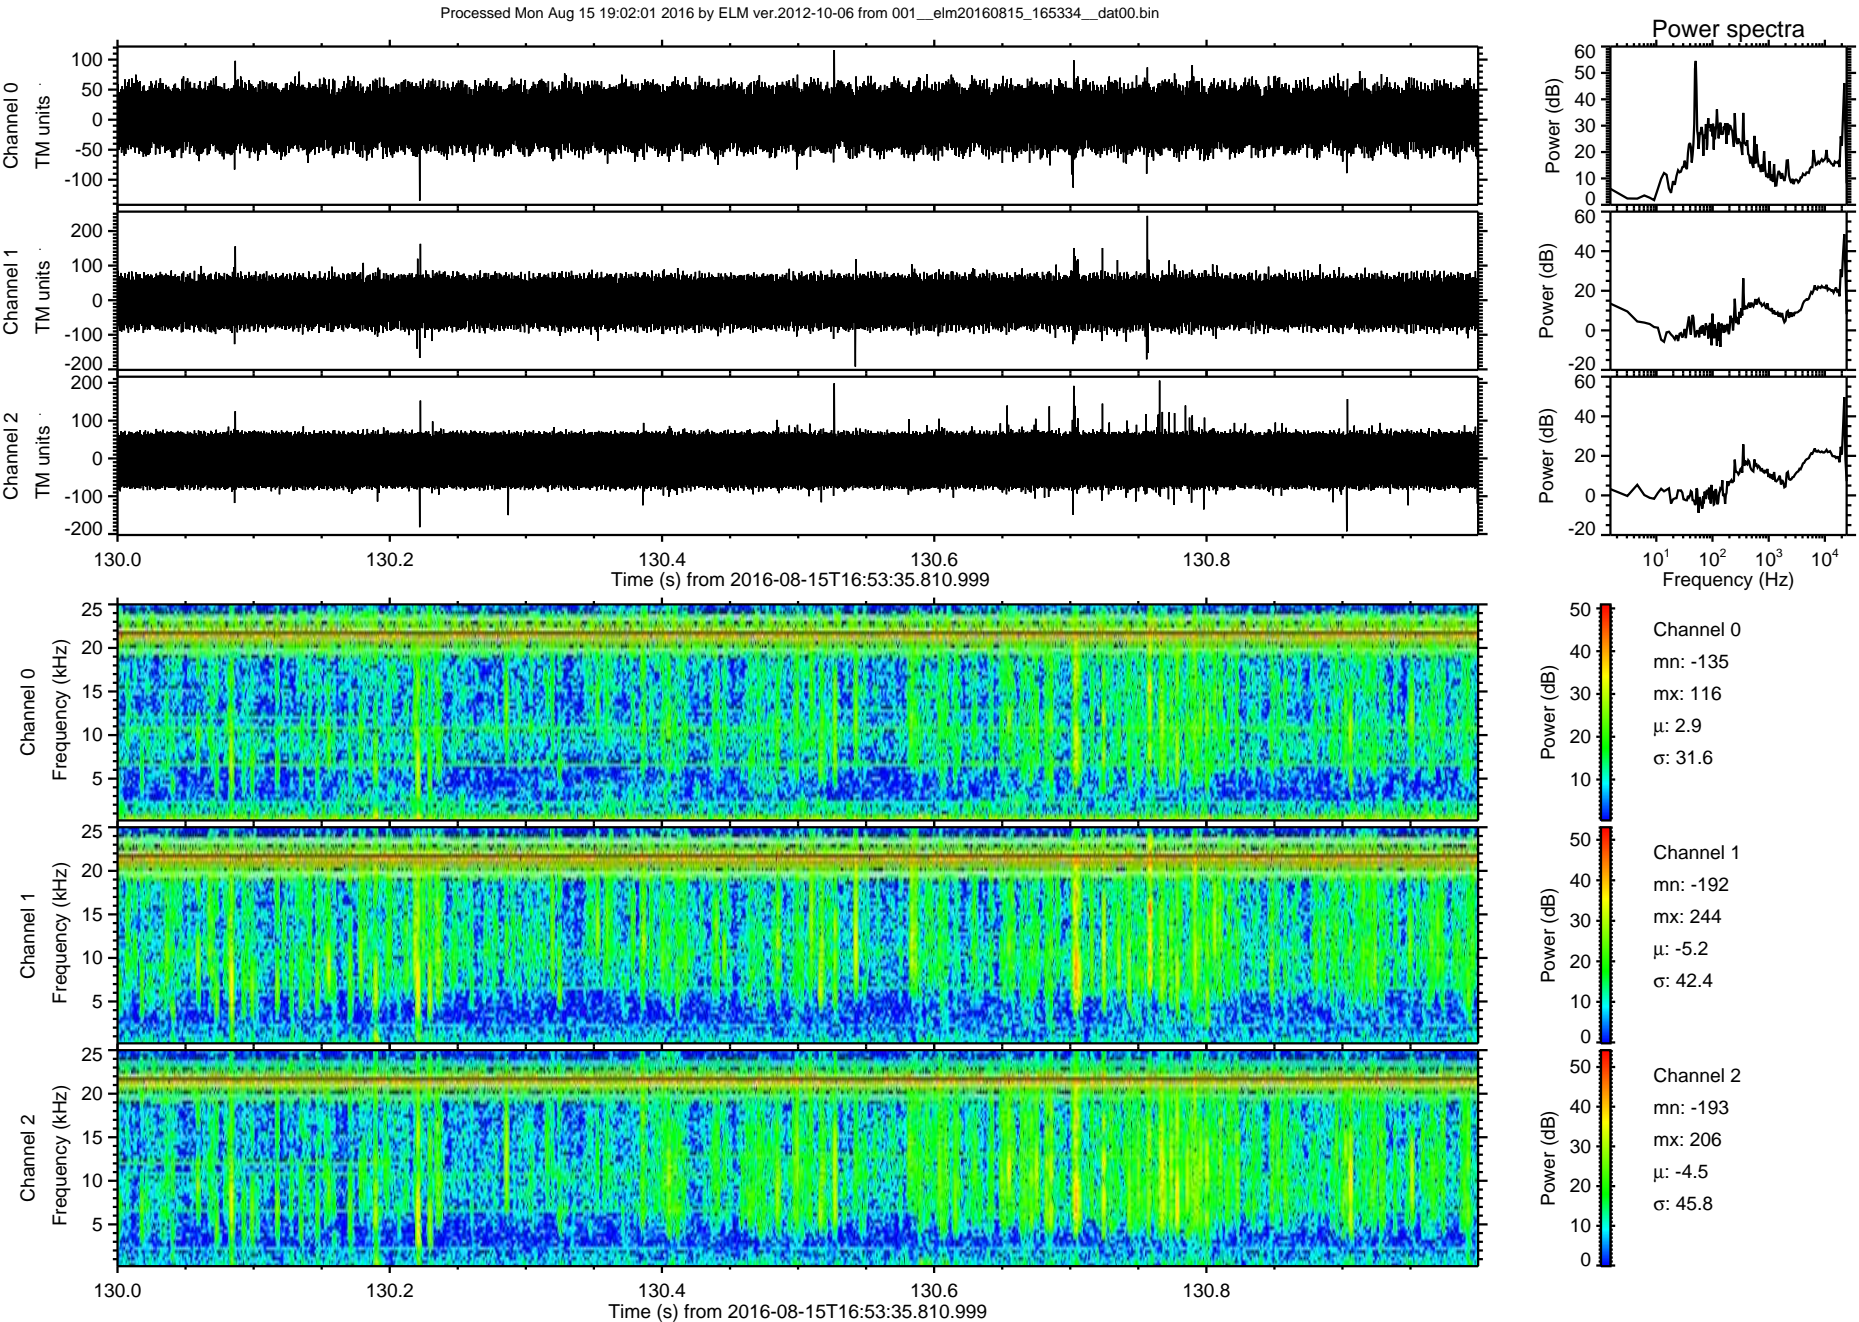 Processed Mon Aug 15 19:02:01 2016 by ELM ver.2012-10-06 from 001__elm20160815_165334__dat00.bin
Power spectra
Channel 0
TM units
100
50
0
-50
-100
Power (dB)
60
50
40
30
20
10
0
Channel 1
TM units
200
100
0
-100
-200
Power (dB)
60
40
20
0
-20
Channel 2
TM units
200
100
0
-100
-200
Power (dB)
60
40
20
0
-20
130.0 130.2 130.4 130.6 130.8
Time (s) from 2016-08-15T16:53:35.810.999
10^1 10^2 10^3 10^4
Frequency (Hz)
Channel 0
Frequency (kHz)
25
20
15
10
5
Power (dB)
50
40
30
20
10
Channel 0
mn: -135
mx: 116
μ: 2.9
σ: 31.6
Channel 1
Frequency (kHz)
25
20
15
10
5
Power (dB)
50
40
30
20
10
0
Channel 1
mn: -192
mx: 244
μ: -5.2
σ: 42.4
Channel 2
Frequency (kHz)
25
20
15
10
5
Power (dB)
50
40
30
20
10
0
Channel 2
mn: -193
mx: 206
μ: -4.5
σ: 45.8
130.0 130.2 130.4 130.6 130.8
Time (s) from 2016-08-15T16:53:35.810.999